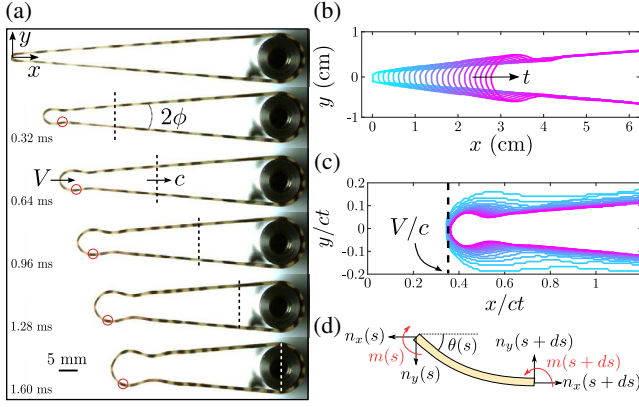 (a)
y
x
2ϕ
0.32 ms
V
c
0.64 ms
0.96 ms
1.28 ms
5 mm
1.60 ms
(b)
y (cm)
1
0
-1
t
0 1 2 3 4 5 6
x (cm)
(c)
y/ct
0.2
0.1
0
-0.1
-0.2
V/c
0 0.2 0.4 0.6 0.8 1
x/ct
(d)
n_x(s)
m(s)
n_y(s)
θ(s)
n_y(s + ds)
m(s + ds)
n_x(s + ds)